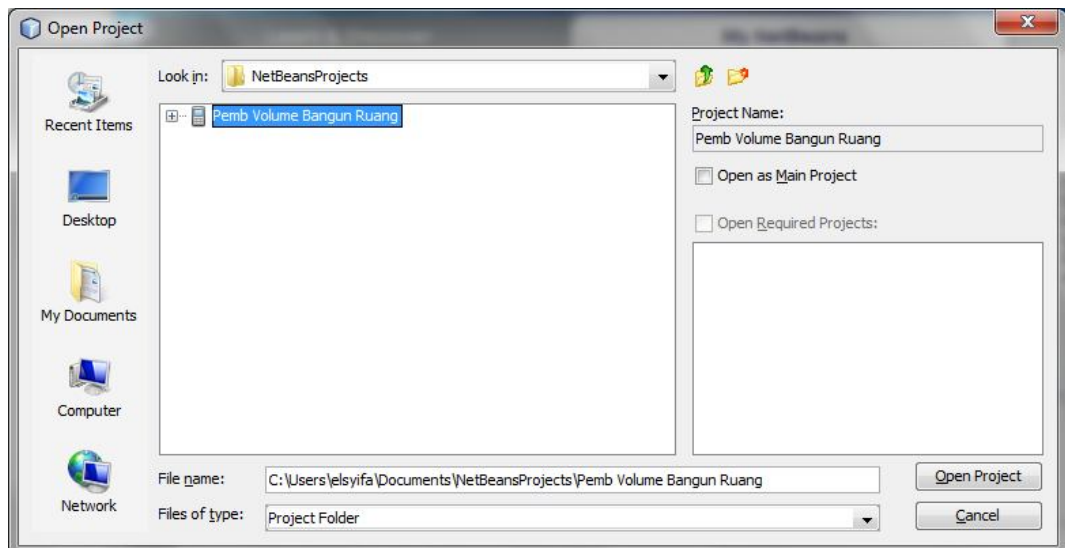 Open Project
Look in:
NetBeansProjects
Recent Items
Desktop
My Documents
Computer
Network
Pemb Volume Bangun Ruang
Project Name:
Pemb Volume Bangun Ruang
Open as Main Project
Open Required Projects:
File name:
C:\Users\elsyifa\Documents\NetBeansProjects\Pemb Volume Bangun Ruang
Open Project
Files of type:
Project Folder
Cancel